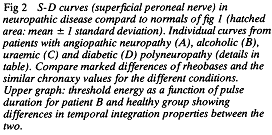 Fig 2 S-D curves (superficial peroneal nerve) in
neuropathic disease compard to normals of fig 1 (hatched
area: mean ± 1 standard deviation). Individual curves from
patients with angiopathic neuropathy (A), alcoholic (B),
uraemic (C) and diabetic (D) polyneuropathy (details in
table). Compare marked differences of rheobases and the
similar chronaxy values for the different conditions.
Upper graph: threshold energy as a function of pulse
duration for patient B and healthy group showing
differences in temporal integration properties between the
two.